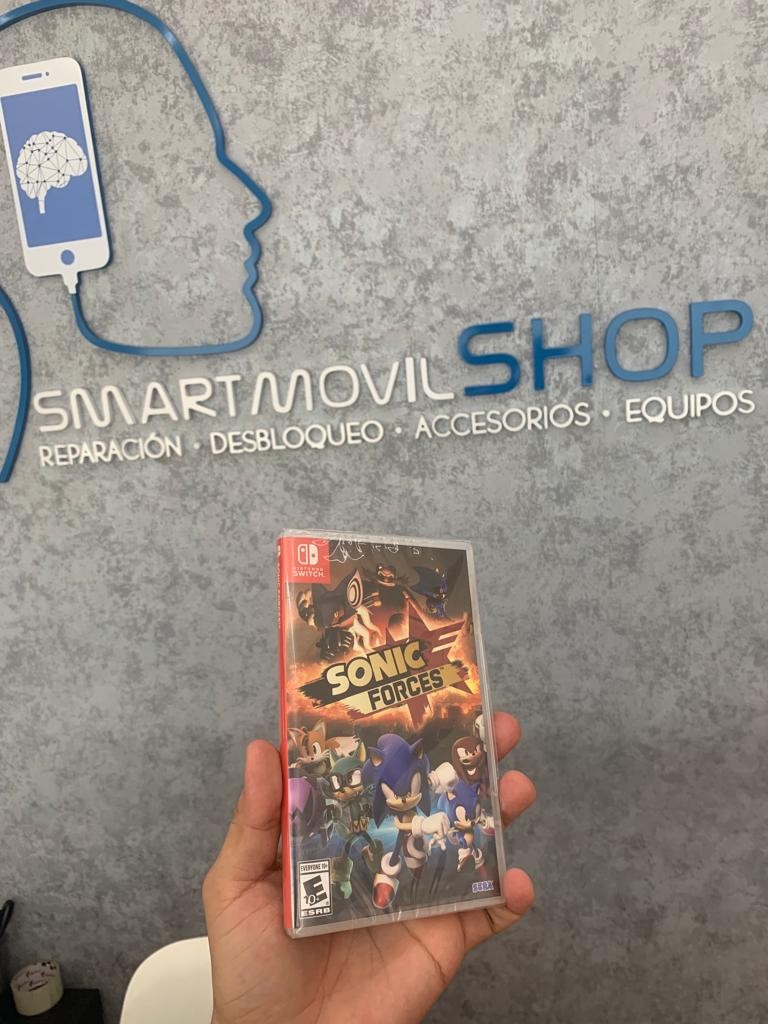 SMARTMOVILSHOP
REPARACIÓN • DESBLOQUEO • ACCESORIOS • EQUIPOS
NINTENDO
SWITCH
SONIC
FORCES
EVERYONE 10+
E
10+
ESRB
SEGA